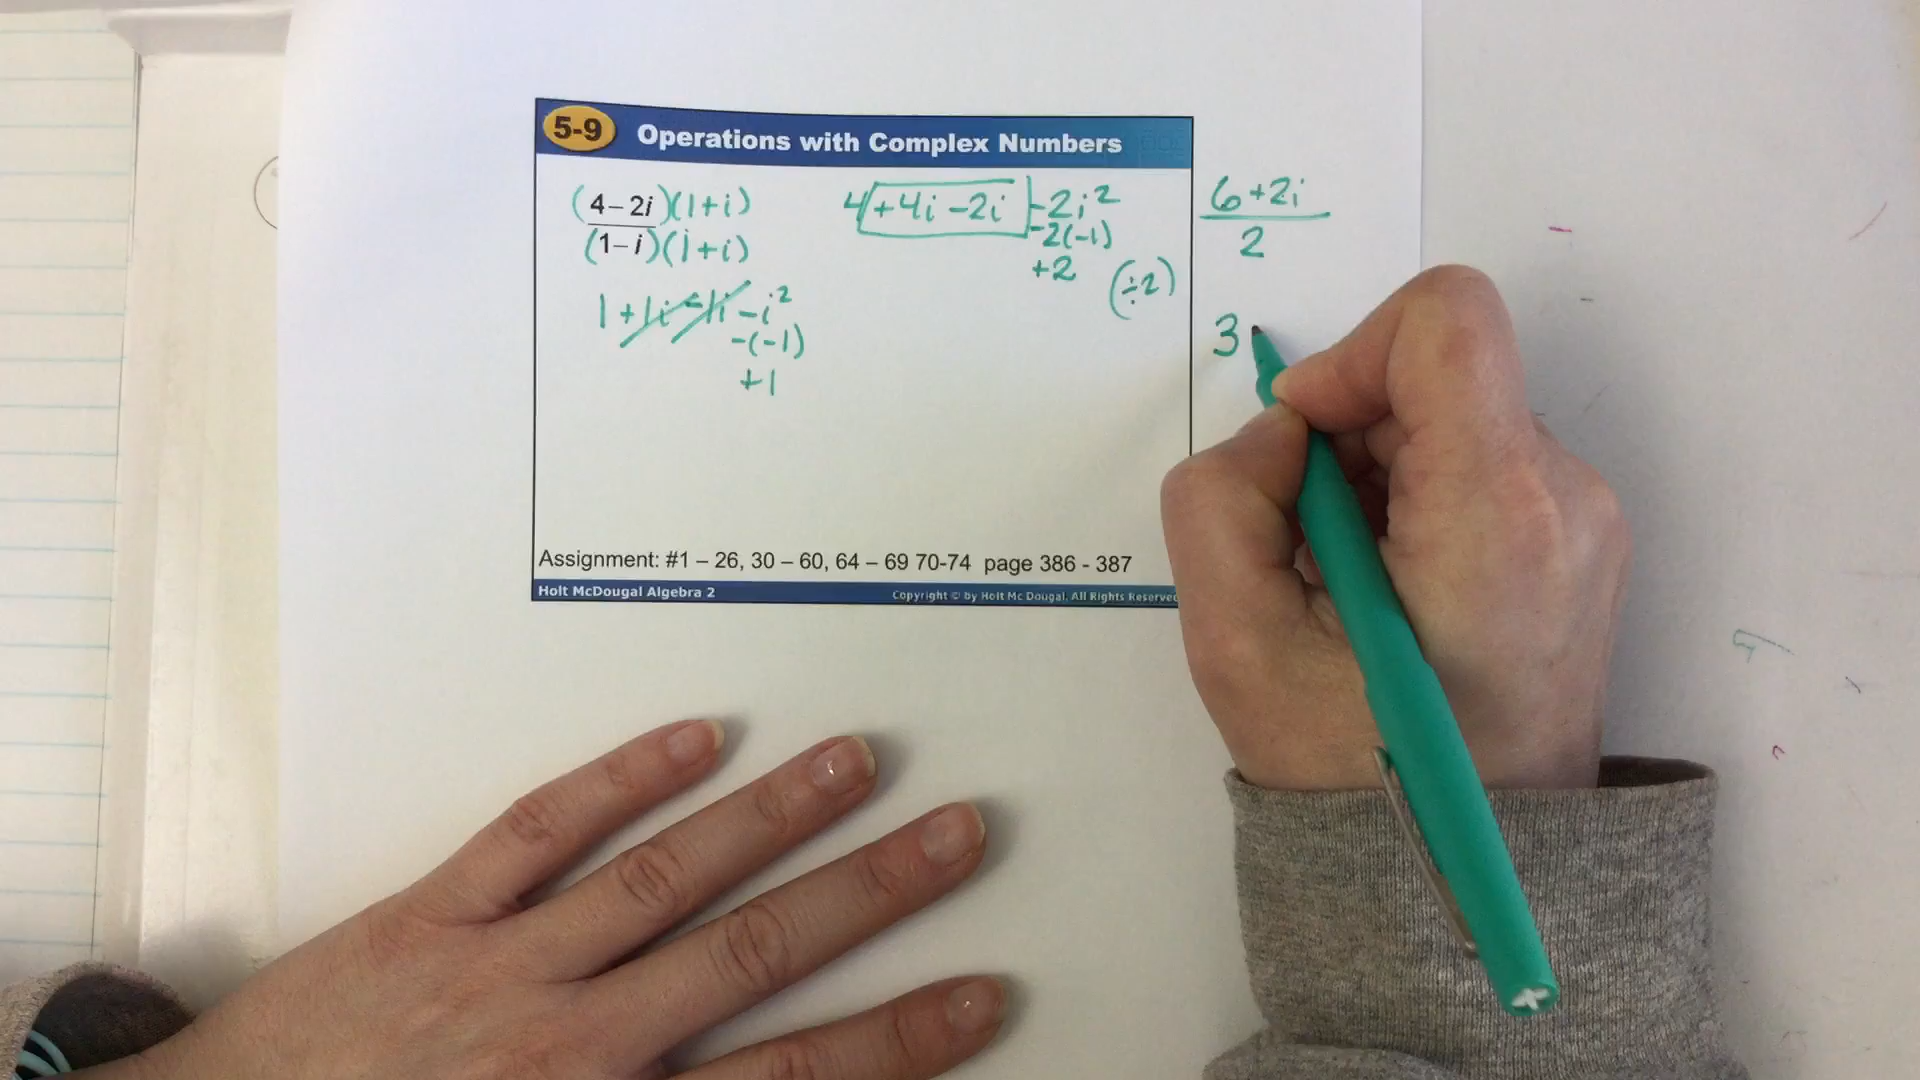 5-9 Operations with Complex Numbers
(4 – 2i)(1+i)
(1 – i)(1+i)
1 +1i -1i -i²
-(-1)
+1
4 +4i -2i -2i²
-2(-1)
+2
(÷2)
6+2i
2
3
Assignment: #1 – 26, 30 – 60, 64 – 69 70-74 page 386 - 387
Holt McDougal Algebra 2
Copyright © by Holt Mc Dougal. All Rights Reserved